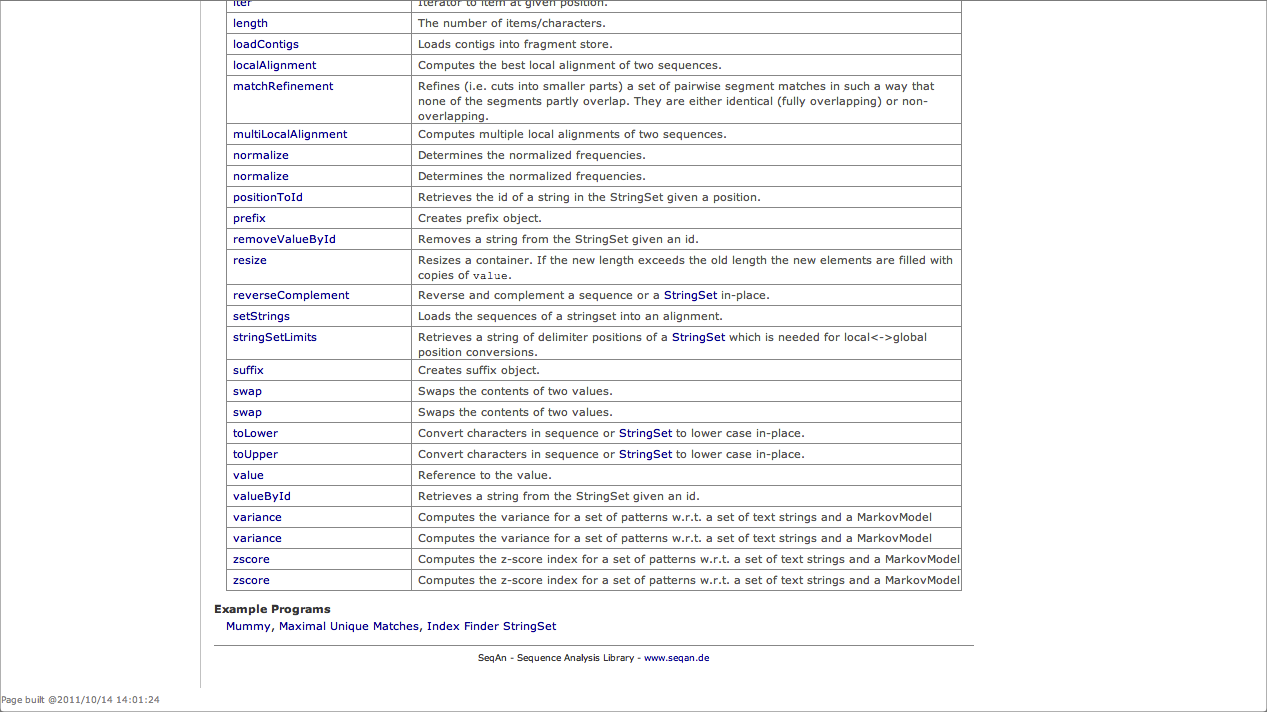 iter Iterator to item at given position.
length The number of items/characters.
loadContigs Loads contigs into fragment store.
localAlignment Computes the best local alignment of two sequences.
matchRefinement Refines (i.e. cuts into smaller parts) a set of pairwise segment matches in such a way that
none of the segments partly overlap. They are either identical (fully overlapping) or non-
overlapping.
multiLocalAlignment Computes multiple local alignments of two sequences.
normalize Determines the normalized frequencies.
normalize Determines the normalized frequencies.
positionToId Retrieves the id of a string in the StringSet given a position.
prefix Creates prefix object.
removeValueById Removes a string from the StringSet given an id.
resize Resizes a container. If the new length exceeds the old length the new elements are filled with
copies of value.
reverseComplement Reverse and complement a sequence or a StringSet in-place.
setStrings Loads the sequences of a stringset into an alignment.
stringSetLimits Retrieves a string of delimiter positions of a StringSet which is needed for local<->global
position conversions.
suffix Creates suffix object.
swap Swaps the contents of two values.
swap Swaps the contents of two values.
toLower Convert characters in sequence or StringSet to lower case in-place.
toUpper Convert characters in sequence or StringSet to lower case in-place.
value Reference to the value.
valueById Retrieves a string from the StringSet given an id.
variance Computes the variance for a set of patterns w.r.t. a set of text strings and a MarkovModel
variance Computes the variance for a set of patterns w.r.t. a set of text strings and a MarkovModel
zscore Computes the z-score index for a set of patterns w.r.t. a set of text strings and a MarkovModel
zscore Computes the z-score index for a set of patterns w.r.t. a set of text strings and a MarkovModel
Example Programs
Mummy, Maximal Unique Matches, Index Finder StringSet
SeqAn - Sequence Analysis Library - www.seqan.de
Page built @2011/10/14 14:01:24